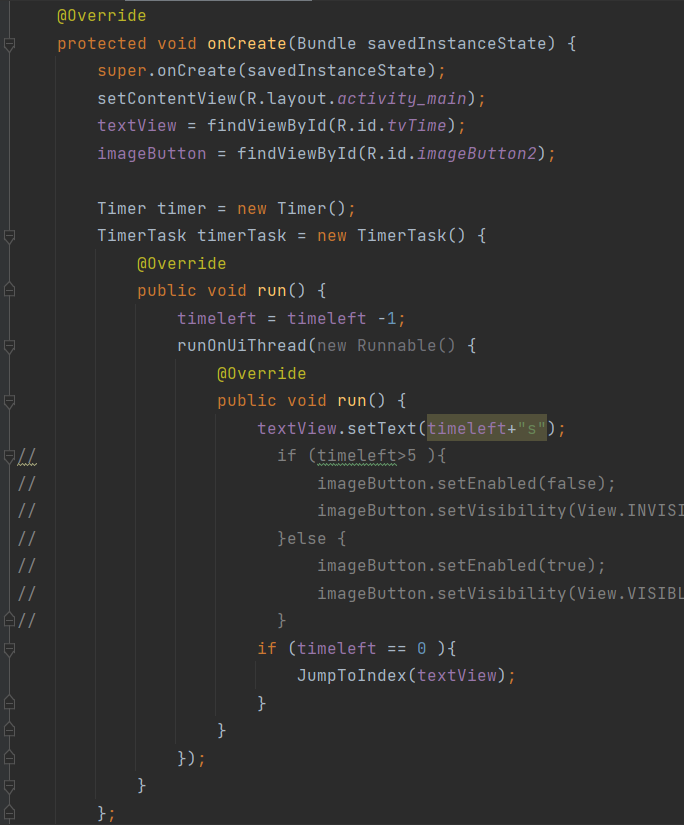 @Override
protected void onCreate(Bundle savedInstanceState) {
super.onCreate(savedInstanceState);
setContentView(R.layout.activity_main);
textView = findViewById(R.id.tvTime);
imageButton = findViewById(R.id.imageButton2);
Timer timer = new Timer();
TimerTask timerTask = new TimerTask() {
@Override
public void run() {
timeleft = timeleft -1;
runOnUiThread(new Runnable() {
@Override
public void run() {
textView.setText(timeleft+"s");
// if (timeleft>5 ){
// imageButton.setEnabled(false);
// imageButton.setVisibility(View.INVISI
// }else {
// imageButton.setEnabled(true);
// imageButton.setVisibility(View.VISIBL
// }
if (timeleft == 0 ){
JumpToIndex(textView);
}
}
});
}
};